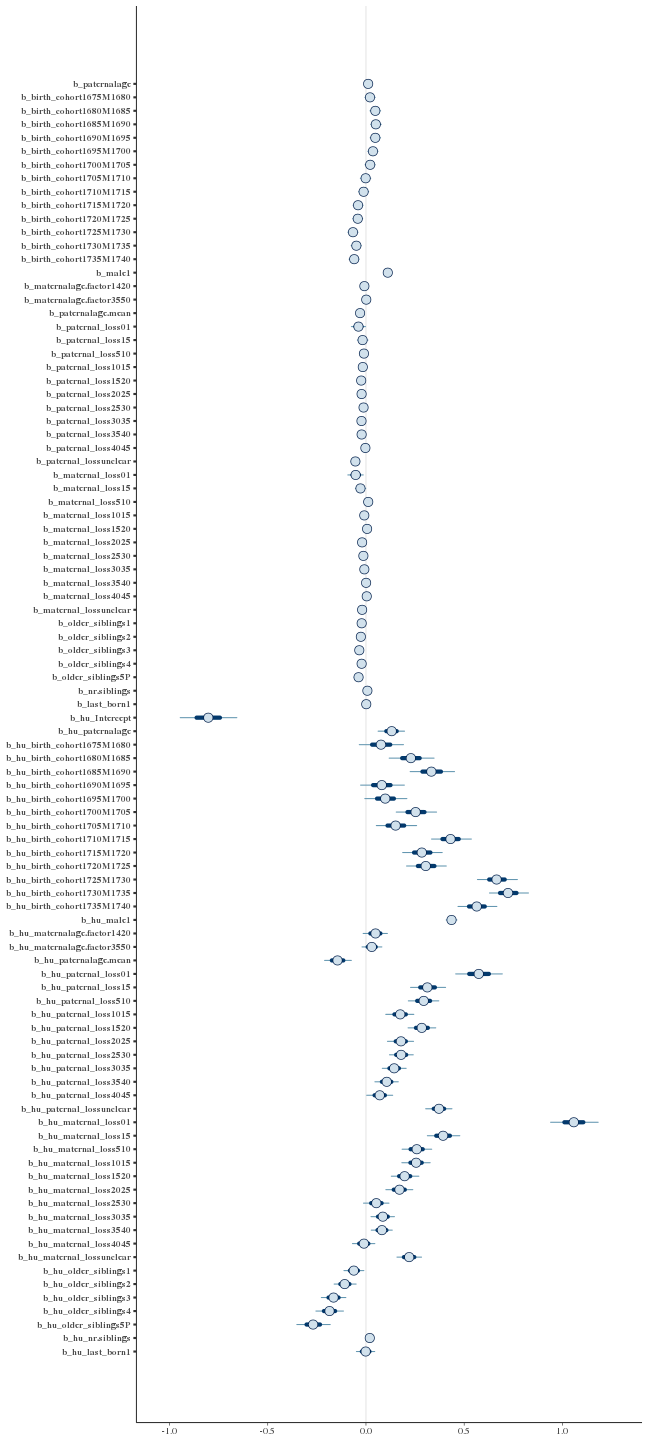 b_paternalage
b_birth_cohort1675M1680
b_birth_cohort1680M1685
b_birth_cohort1685M1690
b_birth_cohort1690M1695
b_birth_cohort1695M1700
b_birth_cohort1700M1705
b_birth_cohort1705M1710
b_birth_cohort1710M1715
b_birth_cohort1715M1720
b_birth_cohort1720M1725
b_birth_cohort1725M1730
b_birth_cohort1730M1735
b_birth_cohort1735M1740
b_male1
b_maternalage.factor1420
b_maternalage.factor3550
b_paternalage.mean
b_paternal_loss01
b_paternal_loss15
b_paternal_loss510
b_paternal_loss1015
b_paternal_loss1520
b_paternal_loss2025
b_paternal_loss2530
b_paternal_loss3035
b_paternal_loss3540
b_paternal_loss4045
b_paternal_lossunclear
b_maternal_loss01
b_maternal_loss15
b_maternal_loss510
b_maternal_loss1015
b_maternal_loss1520
b_maternal_loss2025
b_maternal_loss2530
b_maternal_loss3035
b_maternal_loss3540
b_maternal_loss4045
b_maternal_lossunclear
b_older_siblings1
b_older_siblings2
b_older_siblings3
b_older_siblings4
b_older_siblings5P
b_nr.siblings
b_last_born1
b_hu_Intercept
b_hu_paternalage
b_hu_birth_cohort1675M1680
b_hu_birth_cohort1680M1685
b_hu_birth_cohort1685M1690
b_hu_birth_cohort1690M1695
b_hu_birth_cohort1695M1700
b_hu_birth_cohort1700M1705
b_hu_birth_cohort1705M1710
b_hu_birth_cohort1710M1715
b_hu_birth_cohort1715M1720
b_hu_birth_cohort1720M1725
b_hu_birth_cohort1725M1730
b_hu_birth_cohort1730M1735
b_hu_birth_cohort1735M1740
b_hu_male1
b_hu_maternalage.factor1420
b_hu_maternalage.factor3550
b_hu_paternalage.mean
b_hu_paternal_loss01
b_hu_paternal_loss15
b_hu_paternal_loss510
b_hu_paternal_loss1015
b_hu_paternal_loss1520
b_hu_paternal_loss2025
b_hu_paternal_loss2530
b_hu_paternal_loss3035
b_hu_paternal_loss3540
b_hu_paternal_loss4045
b_hu_paternal_lossunclear
b_hu_maternal_loss01
b_hu_maternal_loss15
b_hu_maternal_loss510
b_hu_maternal_loss1015
b_hu_maternal_loss1520
b_hu_maternal_loss2025
b_hu_maternal_loss2530
b_hu_maternal_loss3035
b_hu_maternal_loss3540
b_hu_maternal_loss4045
b_hu_maternal_lossunclear
b_hu_older_siblings1
b_hu_older_siblings2
b_hu_older_siblings3
b_hu_older_siblings4
b_hu_older_siblings5P
b_hu_nr.siblings
b_hu_last_born1
-1.0 -0.5 0.0 0.5 1.0